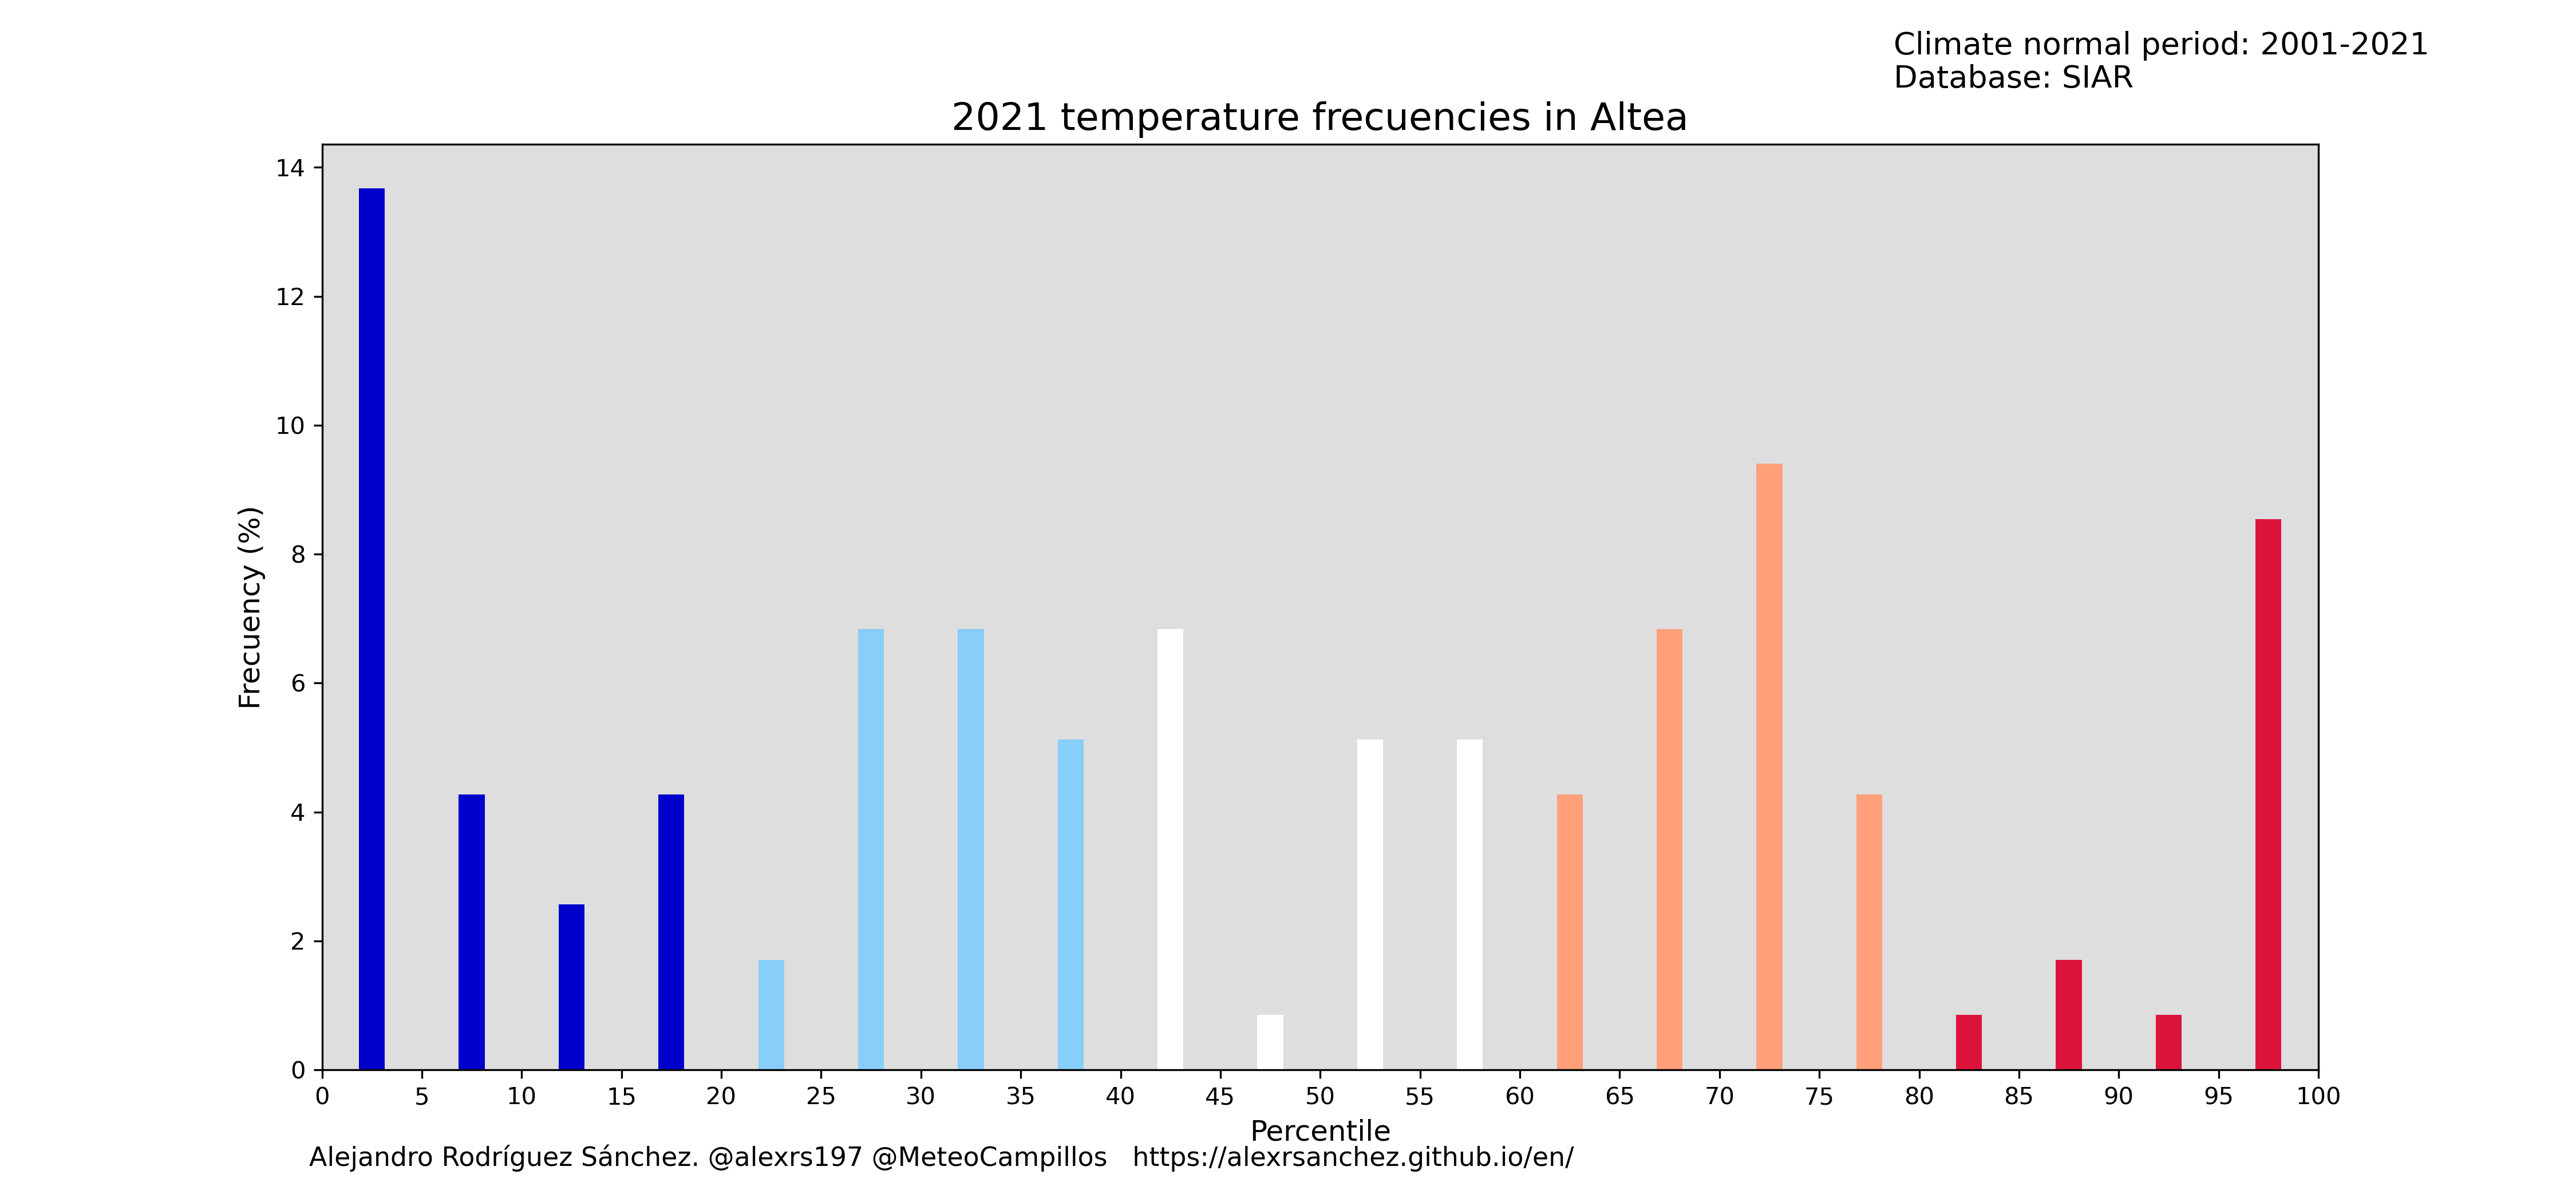 Climate normal period: 2001-2021
Database: SIAR
2021 temperature frecuencies in Altea
14
12
10
8
6
4
2
0
Frecuency (%)
0 5 10 15 20 25 30 35 40 45 50 55 60 65 70 75 80 85 90 95 100
Percentile
Alejandro Rodríguez Sánchez. @alexrs197 @MeteoCampillos https://alexrsanchez.github.io/en/